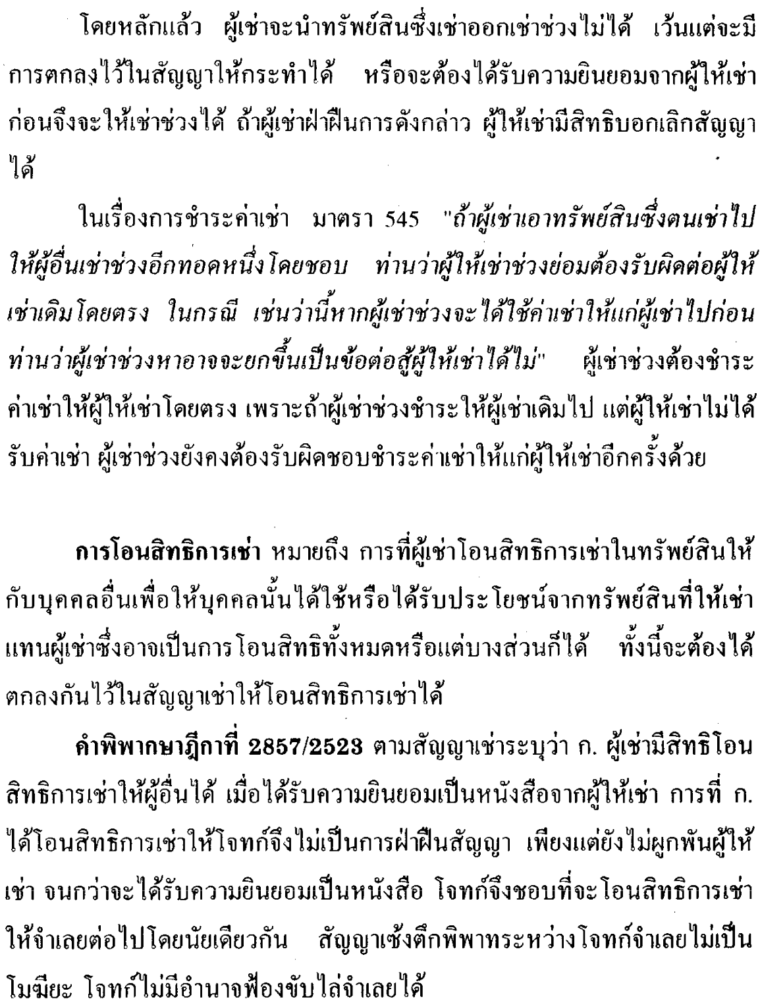 โดยหลักแล้ว ผู้เช่าจะนำทรัพย์สินซึ่งเช่าออกเช่าช่วงไม่ได้ เว้นแต่จะมี
การตกลงไว้ในสัญญาให้กระทำได้ หรือจะต้องได้รับความยินยอมจากผู้ให้เช่า
ก่อนจึงจะให้เช่าช่วงได้ ถ้าผู้เช่าฝ่าฝืนการดังกล่าว ผู้ให้เช่ามีสิทธิบอกเลิกสัญญา
ได้
ในเรื่องการชำระค่าเช่า มาตรา 545 "ถ้าผู้เช่าเอาทรัพย์สินซึ่งตนเช่าไป
ให้ผู้อื่นเช่าช่วงอีกทอดหนึ่งโดยชอบ ท่านว่าผู้ให้เช่าช่วงย่อมต้องรับผิดต่อผู้ให้
เช่าเดิมโดยตรง ในกรณี เช่นว่านี้หากผู้เช่าช่วงจะได้ใช้ค่าเช่าให้แก่ผู้เช่าไปก่อน
ท่านว่าผู้เช่าช่วงหาอาจจะยกขึ้นเป็นข้อต่อสู้ผู้ให้เช่าได้ไม่" ผู้เช่าช่วงต้องชำระ
ค่าเช่าให้ผู้ให้เช่าโดยตรง เพราะถ้าผู้เช่าช่วงชำระให้ผู้เช่าเดิมไป แต่ผู้ให้เช่าไม่ได้
รับค่าเช่า ผู้เช่าช่วงยังคงต้องรับผิดชอบชำระค่าเช่าให้แก่ผู้ให้เช่าอีกครั้งด้วย
การโอนสิทธิการเช่า หมายถึง การที่ผู้เช่าโอนสิทธิการเช่าในทรัพย์สินให้
กับบุคคลอื่นเพื่อให้บุคคลนั้นได้ใช้หรือได้รับประโยชน์จากทรัพย์สินที่ให้เช่า
แทนผู้เช่าซึ่งอาจเป็นการโอนสิทธิทั้งหมดหรือแต่บางส่วนก็ได้ ทั้งนี้จะต้องได้
ตกลงกันไว้ในสัญญาเช่าให้โอนสิทธิการเช่าได้
คำพิพากษาฎีกาที่ 2857/2523 ตามสัญญาเช่าระบุว่า ก. ผู้เช่ามีสิทธิโอน
สิทธิการเช่าให้ผู้อื่นได้ เมื่อได้รับความยินยอมเป็นหนังสือจากผู้ให้เช่า การที่ ก.
ได้โอนสิทธิการเช่าให้โจทก์จึงไม่เป็นการฝ่าฝืนสัญญา เพียงแต่ยังไม่ผูกพันผู้ให้
เช่า จนกว่าจะได้รับความยินยอมเป็นหนังสือ โจทก์จึงชอบที่จะโอนสิทธิการเช่า
ให้จำเลยต่อไปโดยนัยเดียวกัน สัญญาเซ้งตึกพิพาทระหว่างโจทก์จำเลยไม่เป็น
โมฆียะ โจทก์ไม่มีอำนาจฟ้องขับไล่จำเลยได้